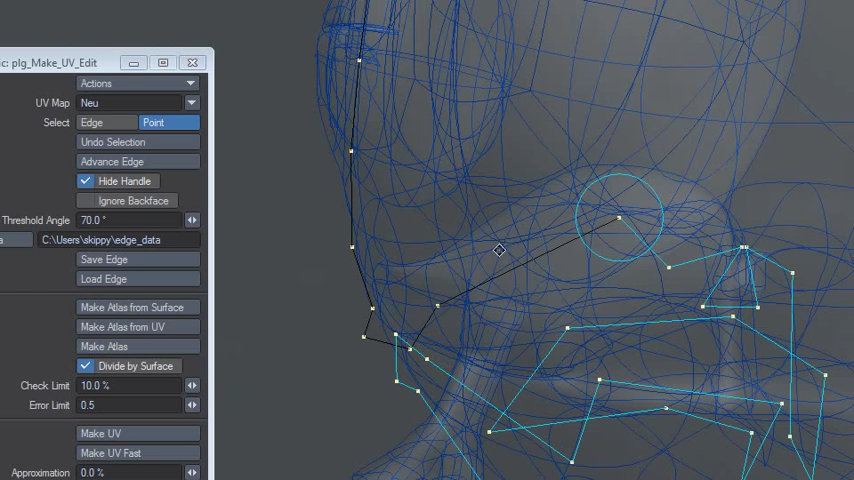 ic: plg_Make_UV_Edit
Actions
UV Map Neu
Select Edge Point
Undo Selection
Advance Edge
Hide Handle
Ignore Backface
Threshold Angle 70.0 °
a C:\Users\skippy\edge_data
Save Edge
Load Edge
Make Atlas from Surface
Make Atlas from UV
Make Atlas
Divide by Surface
Check Limit 10.0 %
Error Limit 0.5
Make UV
Make UV Fast
Approximation 0.0 %